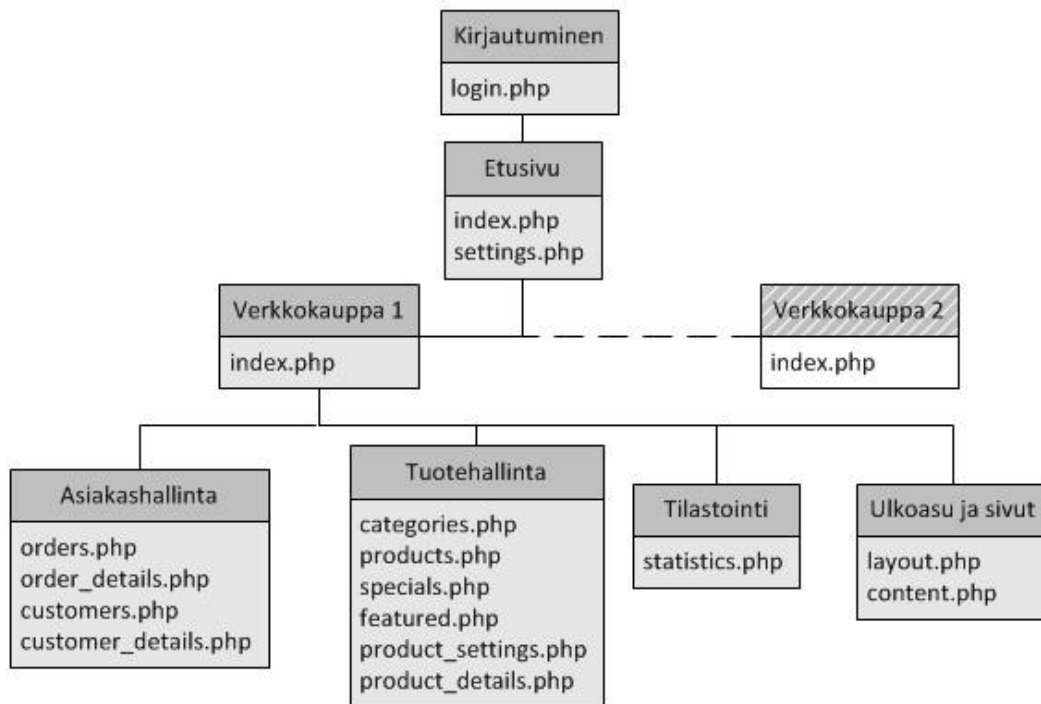 Kirjautuminen
login.php
Etusivu
index.php
settings.php
Verkkokauppa 1
index.php
Verkkokauppa 2
index.php
Asiakashallinta
orders.php
order_details.php
customers.php
customer_details.php
Tuotehallinta
categories.php
products.php
specials.php
featured.php
product_settings.php
product_details.php
Tilastointi
statistics.php
Ulkoasu ja sivut
layout.php
content.php